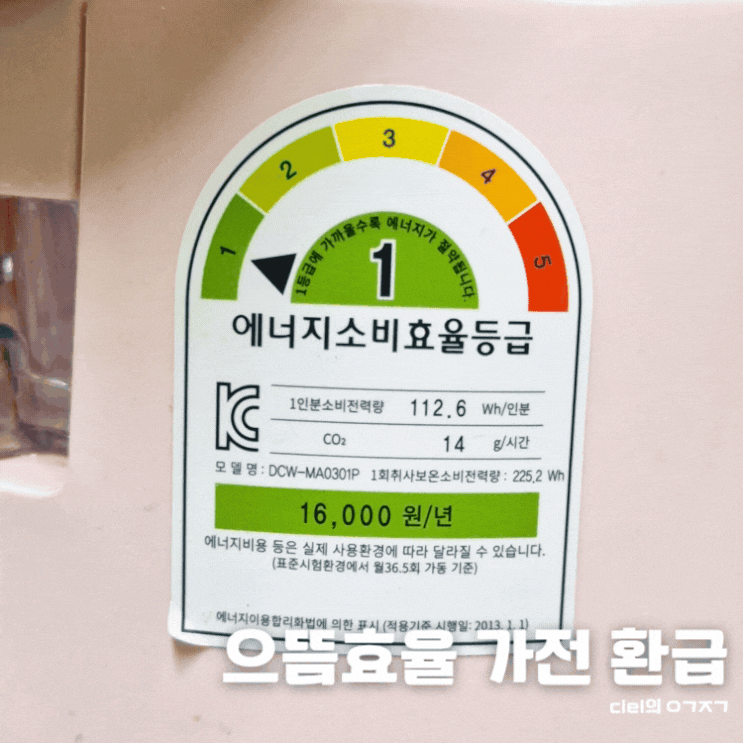 1 2 3 4 5
1등급에 가까울수록 에너지가 절약됩니다.
1
에너지소비효율등급
1인분소비전력량 112.6 Wh/인분
CO₂ 14 g/시간
모 델 명 : DCW-MA0301P 1회취사보온소비전력량 : 225.2 Wh
16,000 원/년
에너지비용 등은 실제 사용환경에 따라 달라질 수 있습니다.
(표준시험환경에서 월36.5회 가동 기준)
에너지이용합리화법에 의한 표시 (적용기준 시행일: 2013. 1. 1)
으뜸효율 가전 환급
ciel의 ㅇㄱㅈㄱ